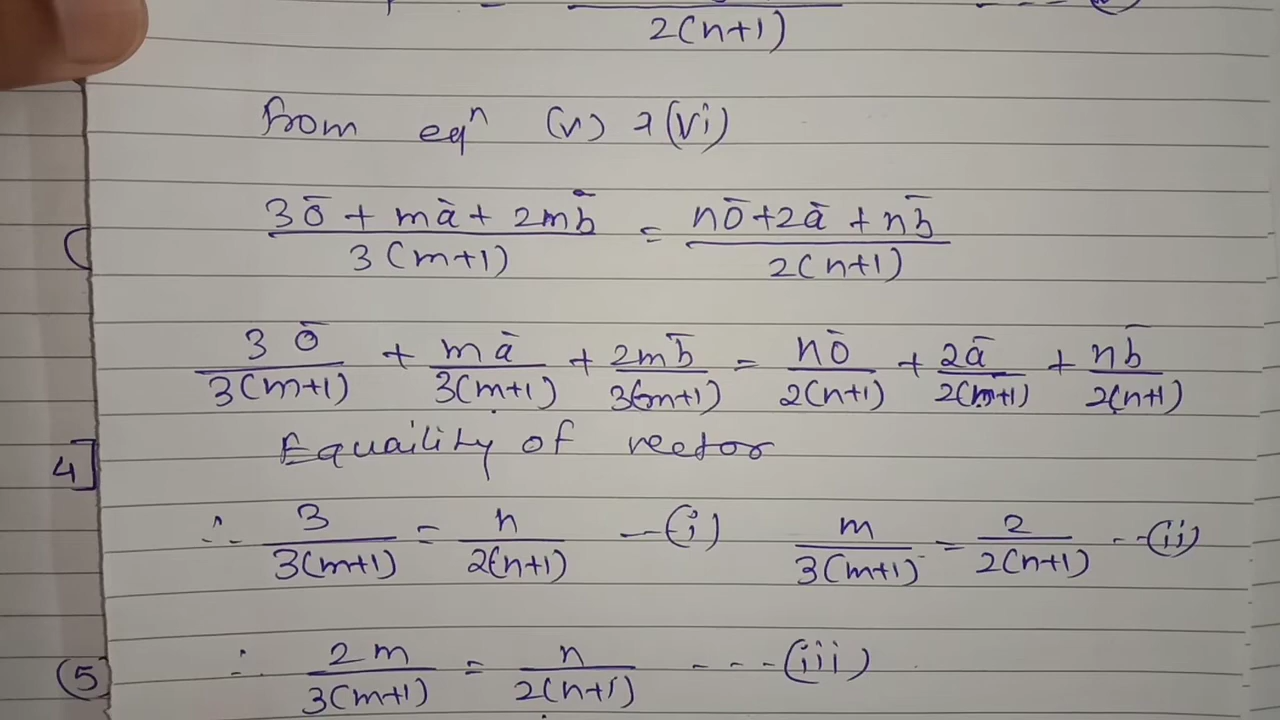 2(n+1)
from eqⁿ (v) & (vi)
3ō + mā + 2mb̄ / 3(m+1) = nō+2ā + nb̄ / 2(n+1)
3ō / 3(m+1) + mā / 3(m+1) + 2mb̄ / 3(m+1) = nō / 2(n+1) + 2ā / 2(n+1) + nb̄ / 2(n+1)
Equaility of vector
4]
∴ 3 / 3(m+1) = n / 2(n+1) --(i) m / 3(m+1) = 2 / 2(n+1) --(ii)
(5)
∴ 2m / 3(m+1) = n / 2(n+1) ---(iii)